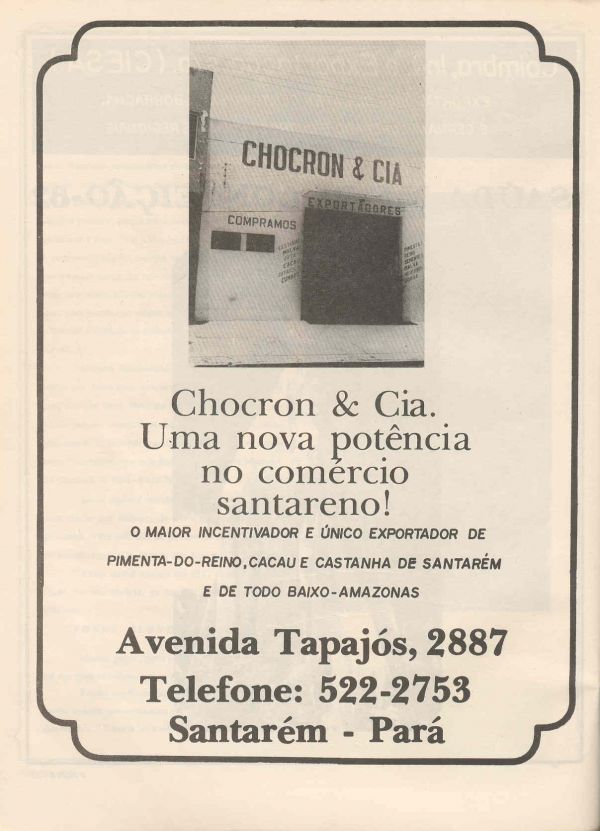 CHOCRON & CIA
EXPORTADORES
COMPRAMOS
CACAU
Chocron & Cia.
Uma nova potência
no comércio
santareno!
O MAIOR INCENTIVADOR E ÚNICO EXPORTADOR DE
PIMENTA-DO-REINO, CACAU E CASTANHA DE SANTARÉM
E DE TODO BAIXO-AMAZONAS
Avenida Tapajós, 2887
Telefone: 522-2753
Santarém - Pará